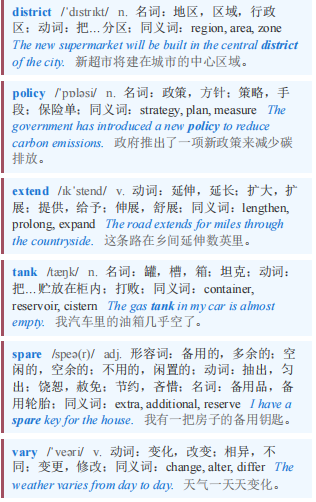 district /'dɪstrɪkt/ n. 名词：地区，区域，行政
区；动词：把…分区；同义词：region, area, zone
The new supermarket will be built in the central district
of the city. 新超市将建在城市的中心区域。
policy /'pɒləsi/ n. 名词：政策，方针；策略，手
段；保险单；同义词：strategy, plan, measure The
government has introduced a new policy to reduce
carbon emissions. 政府推出了一项新政策来减少碳
排放。
extend /ɪk'stend/ v. 动词：延伸，延长；扩大，扩
展；提供，给予；伸展，舒展；同义词：lengthen,
prolong, expand The road extends for miles through
the countryside. 这条路在乡间延伸数英里。
tank /tæŋk/ n. 名词：罐，槽，箱；坦克；动词：
把…贮放在柜内；打败；同义词：container,
reservoir, cistern The gas tank in my car is almost
empty. 我汽车里的油箱几乎空了。
spare /speə(r)/ adj. 形容词：备用的，多余的；空
闲的，空余的；不用的，闲置的；动词：抽出，匀
出；饶恕，赦免；节约，吝惜；名词：备用品，备
用轮胎；同义词：extra, additional, reserve I have a
spare key for the house. 我有一把房子的备用钥匙。
vary /'veəri/ v. 动词：变化，改变；相异，不
同；变更，修改；同义词：change, alter, differ The
weather varies from day to day. 天气一天天变化。